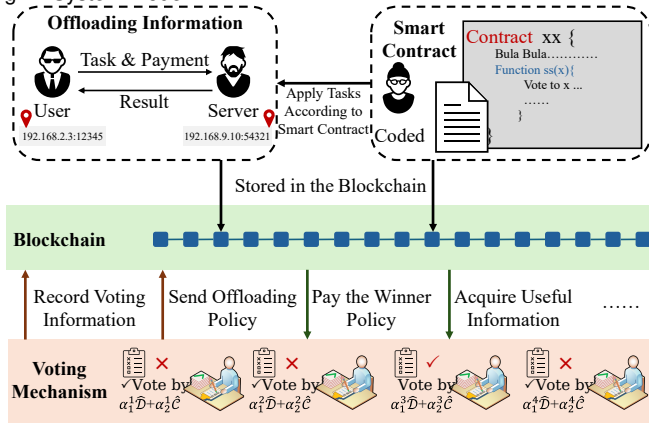 Offloading Information
Task & Payment
Result
User
Server
192.168.2.3:12345
192.168.9.10:54321
Apply Tasks
According to
Smart Contract
Smart
Contract
Coded
Contract xx {
Bula Bula…………
Function ss(x){
Vote to x ...
……
}
}
Stored in the Blockchain
Blockchain
Record Voting
Information
Send Offloading
Policy
Pay the Winner
Policy
Acquire Useful
Information
……
Voting
Mechanism
✓Vote by
α₁¹D̂+α₂¹Ĉ
✓Vote by
α₁²D̂+α₂²Ĉ
✓Vote by
α₁³D̂+α₂³Ĉ
✓Vote by
α₁⁴D̂+α₂⁴Ĉ